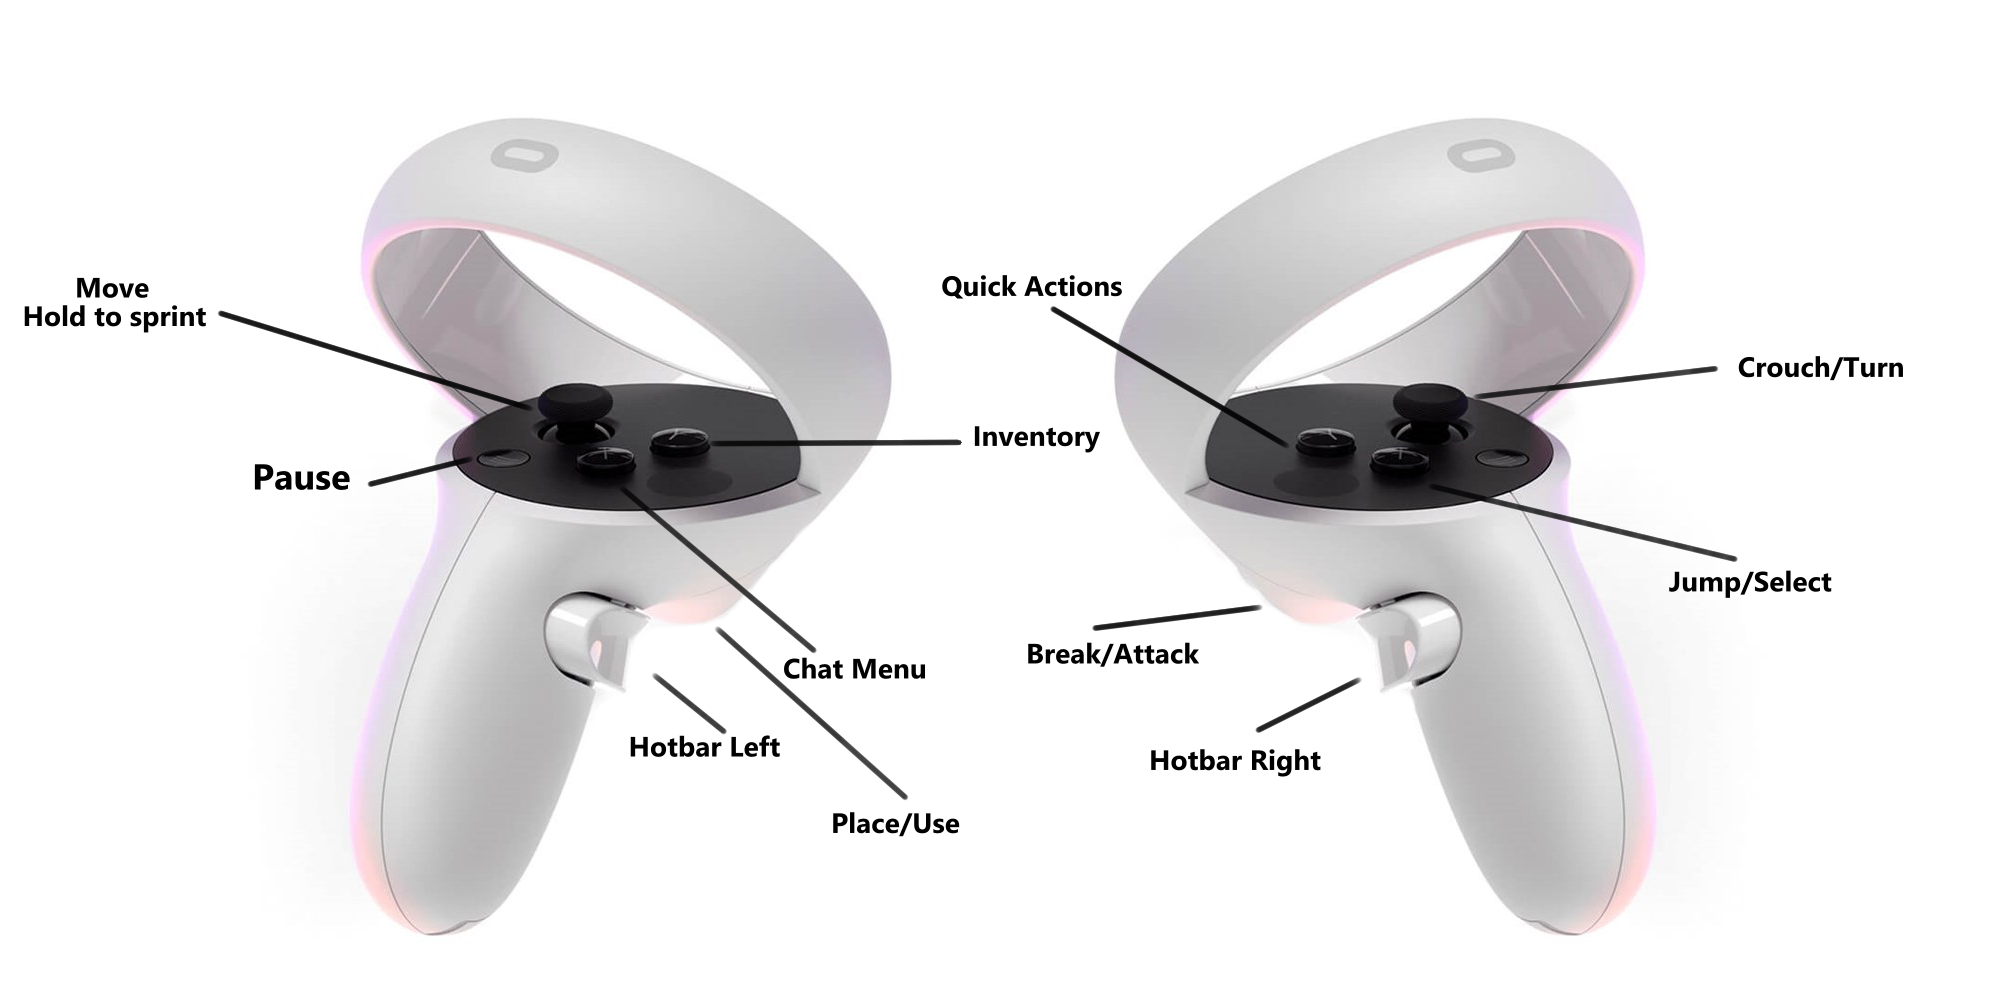 Move
Hold to sprint
Pause
Inventory
Chat Menu
Hotbar Left
Place/Use
Quick Actions
Crouch/Turn
Jump/Select
Break/Attack
Hotbar Right